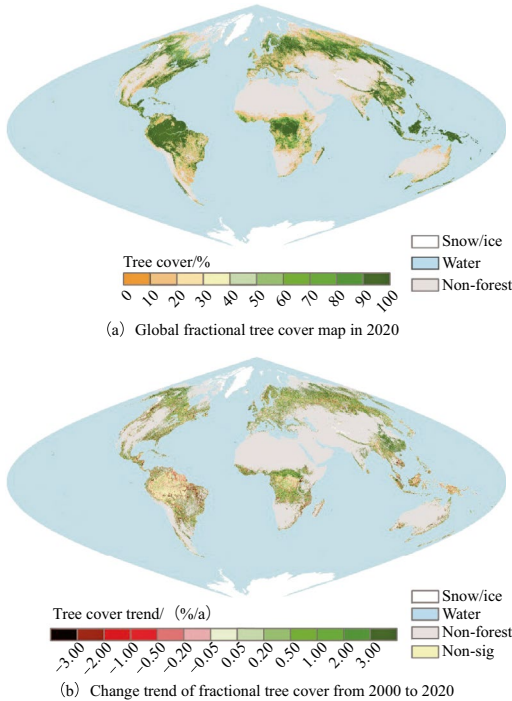 Snow/ice
Tree cover/%
Water
Non-forest
0 10 20 30 40 50 60 70 80 90 100
（a） Global fractional tree cover map in 2020
Snow/ice
Tree cover trend/ （%/a）
Water
Non-forest
Non-sig
−3.00 −2.00 −1.00 −0.50 −0.20 −0.05 0.05 0.20 0.50 1.00 2.00 3.00
（b） Change trend of fractional tree cover from 2000 to 2020